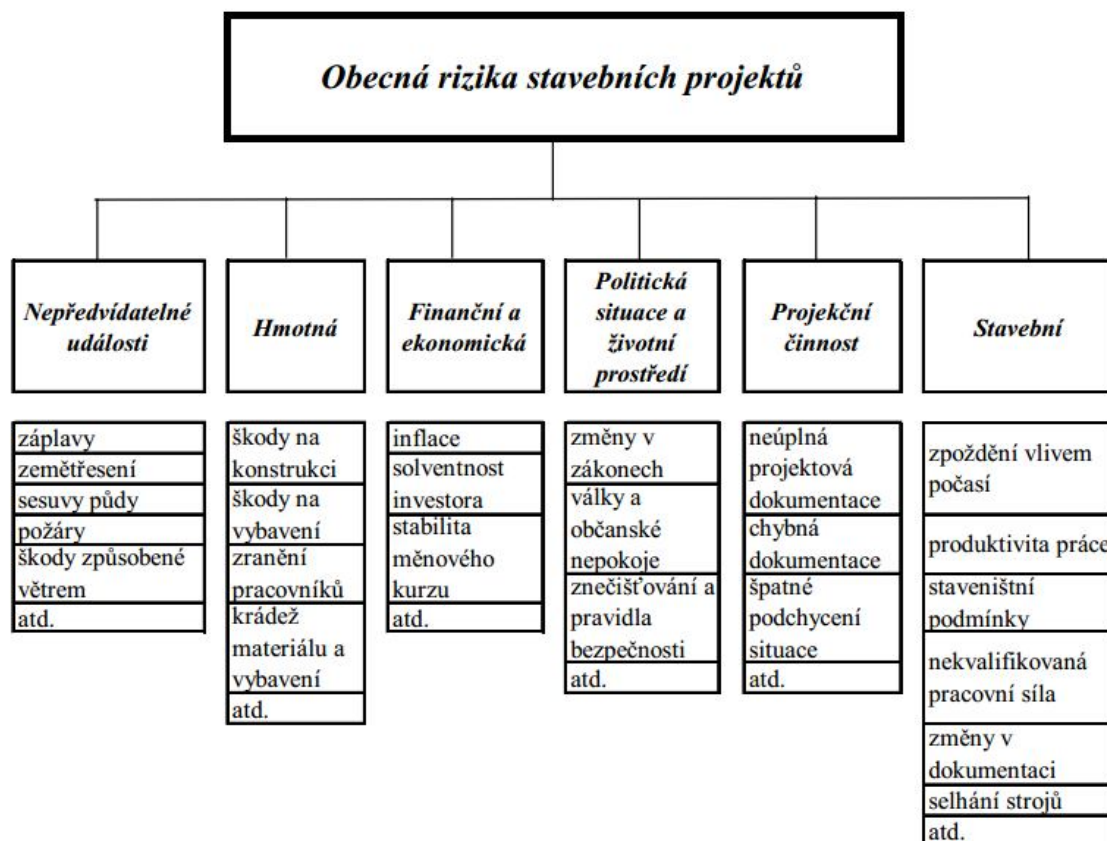 Obecná rizika stavebních projektů
Nepředvídatelné
události
Hmotná
Finanční a
ekonomická
Politická
situace a
životní
prostředí
Projekční
činnost
Stavební
záplavy
zemětřesení
sesuvy půdy
požáry
škody způsobené
větrem
atd.
škody na
konstrukci
škody na
vybavení
zranění
pracovníků
krádež
materiálu a
vybavení
atd.
inflace
solventnost
investora
stabilita
měnového
kurzu
atd.
změny v
zákonech
války a
občanské
nepokoje
znečišťování a
pravidla
bezpečnosti
atd.
neúplná
projektová
dokumentace
chybná
dokumentace
špatné
podchycení
situace
atd.
zpoždění vlivem
počasí
produktivita práce
staveništní
podmínky
nekvalifikovaná
pracovní síla
změny v
dokumentaci
selhání strojů
atd.